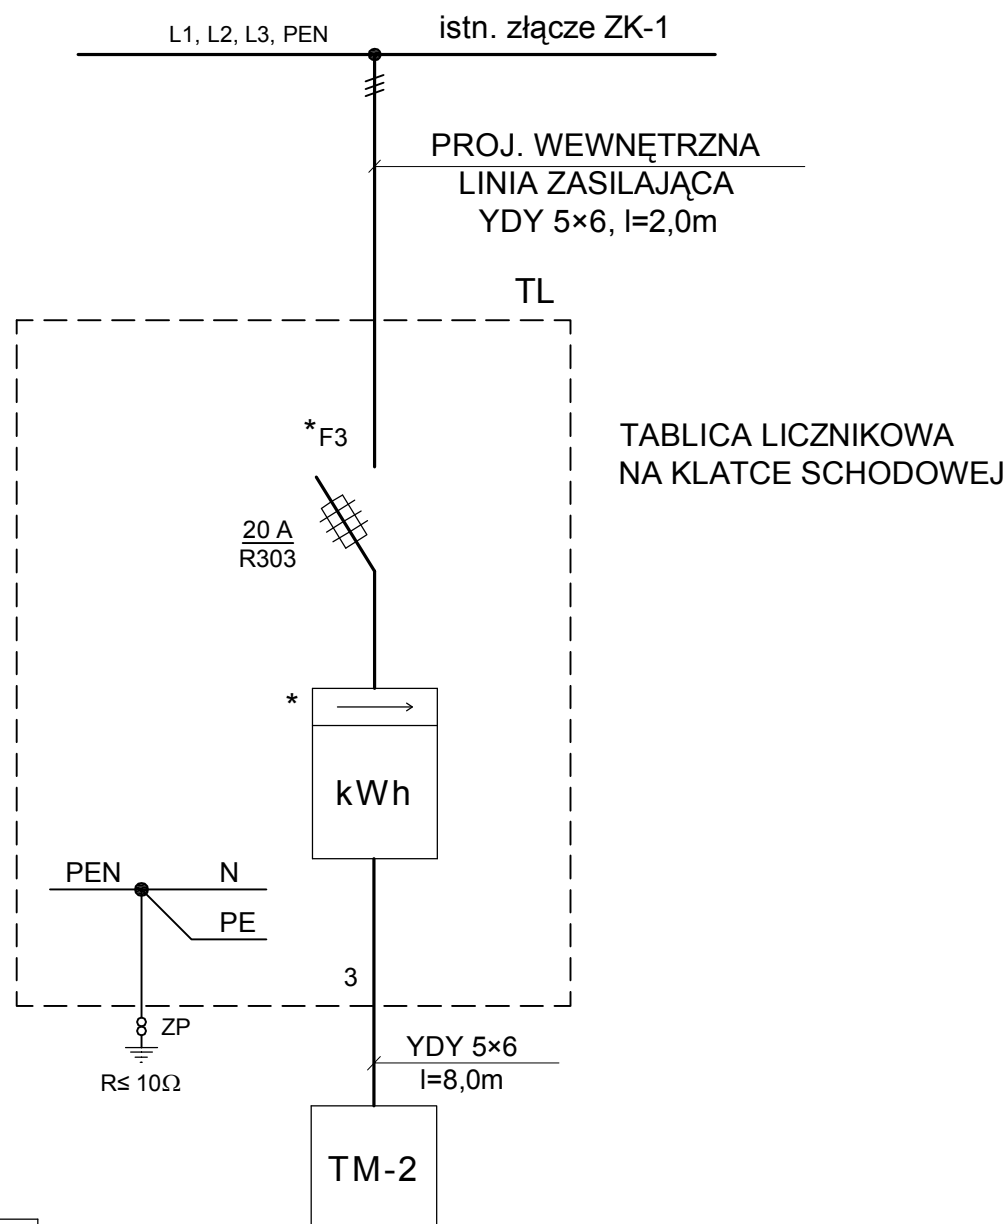 L1, L2, L3, PEN
istn. złącze ZK-1
PROJ. WEWNĘTRZNA
LINIA ZASILAJĄCA
YDY 5×6, l=2,0m
TL
*F3
TABLICA LICZNIKOWA
NA KLATCE SCHODOWEJ
20 A
R303
*
kWh
PEN
N
PE
3
ZP
R≤ 10Ω
YDY 5×6
l=8,0m
TM-2